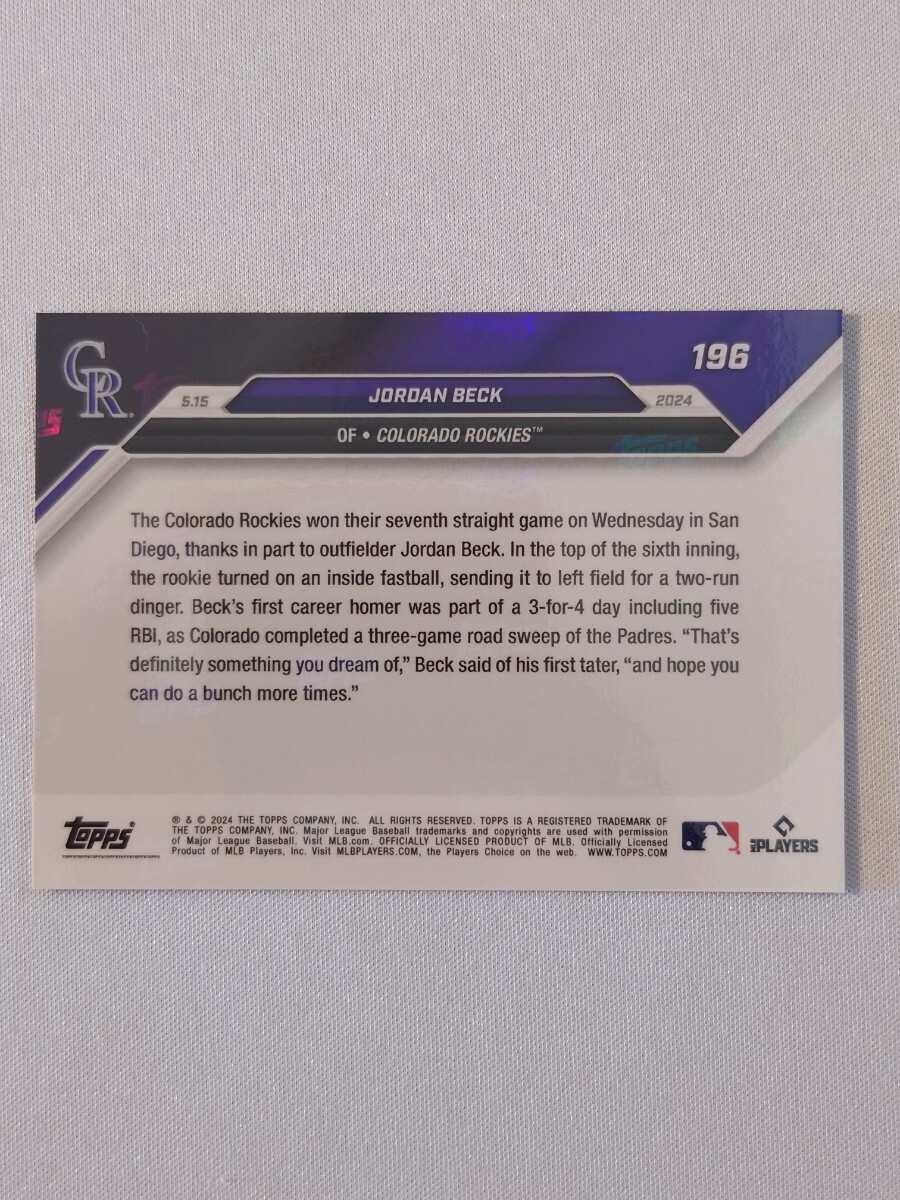 CR
196
JORDAN BECK
5.15
2024
OF • COLORADO ROCKIES™
The Colorado Rockies won their seventh straight game on Wednesday in San
Diego, thanks in part to outfielder Jordan Beck. In the top of the sixth inning,
the rookie turned on an inside fastball, sending it to left field for a two-run
dinger. Beck's first career homer was part of a 3-for-4 day including five
RBI, as Colorado completed a three-game road sweep of the Padres. “That's
definitely something you dream of,” Beck said of his first tater, “and hope you
can do a bunch more times.”
Topps®
® & © 2024 THE TOPPS COMPANY, INC. ALL RIGHTS RESERVED. TOPPS IS A REGISTERED TRADEMARK OF
THE TOPPS COMPANY, INC. Major League Baseball trademarks and copyrights are used with permission
of Major League Baseball. Visit MLB.com. OFFICIALLY LICENSED PRODUCT OF MLB. Officially Licensed
Product of MLB Players, Inc. Visit MLBPLAYERS.COM, the Players Choice on the web. WWW.TOPPS.COM
MLB PLAYERS